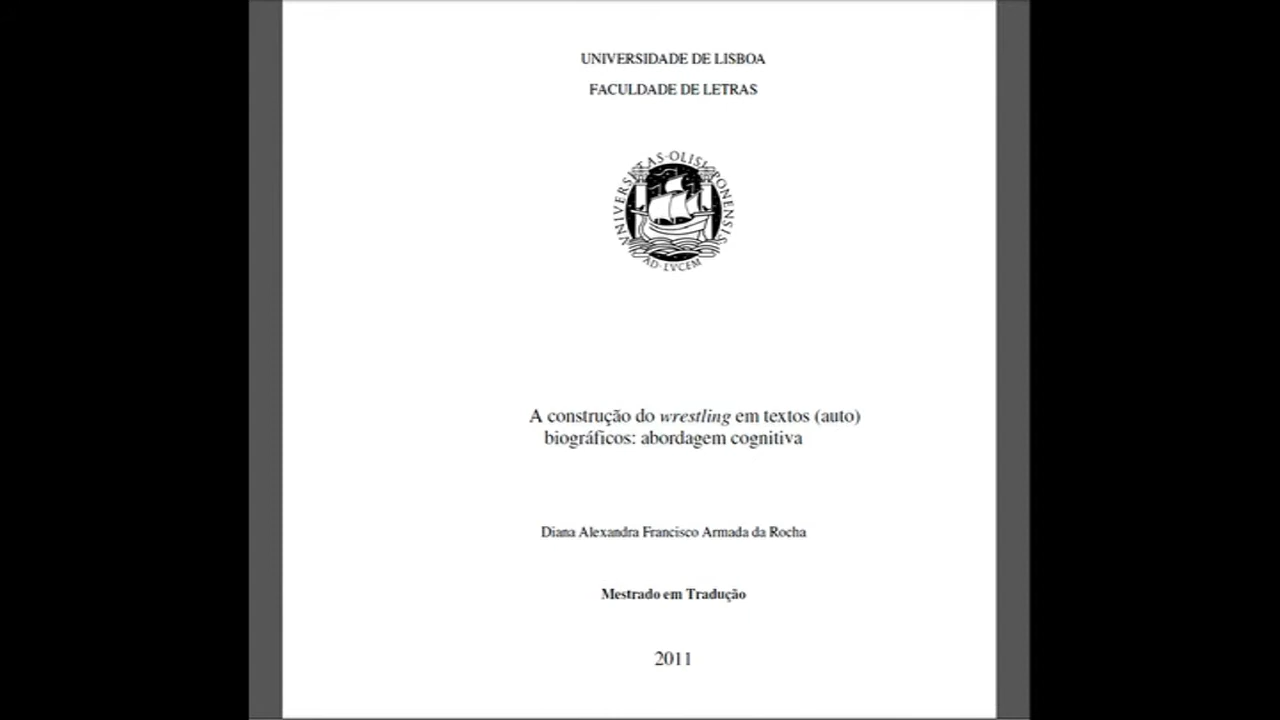 UNIVERSIDADE DE LISBOA
FACULDADE DE LETRAS
VNIVERSITAS·OLISIPONENSIS
AD·LVCEM
A construção do wrestling em textos (auto)
biográficos: abordagem cognitiva
Diana Alexandra Francisco Armada da Rocha
Mestrado em Tradução
2011